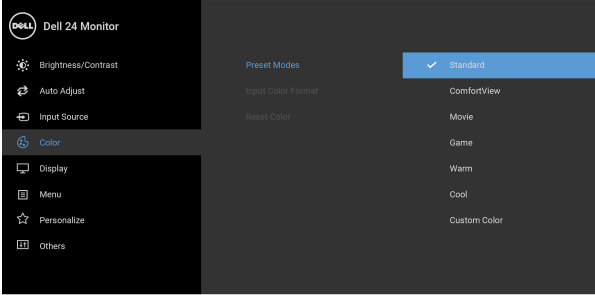 DELL Dell 24 Monitor
Brightness/Contrast Preset Modes Standard
Auto Adjust Input Color Format ComfortView
Input Source Reset Color Movie
Color Game
Display Warm
Menu Cool
Personalize Custom Color
Others